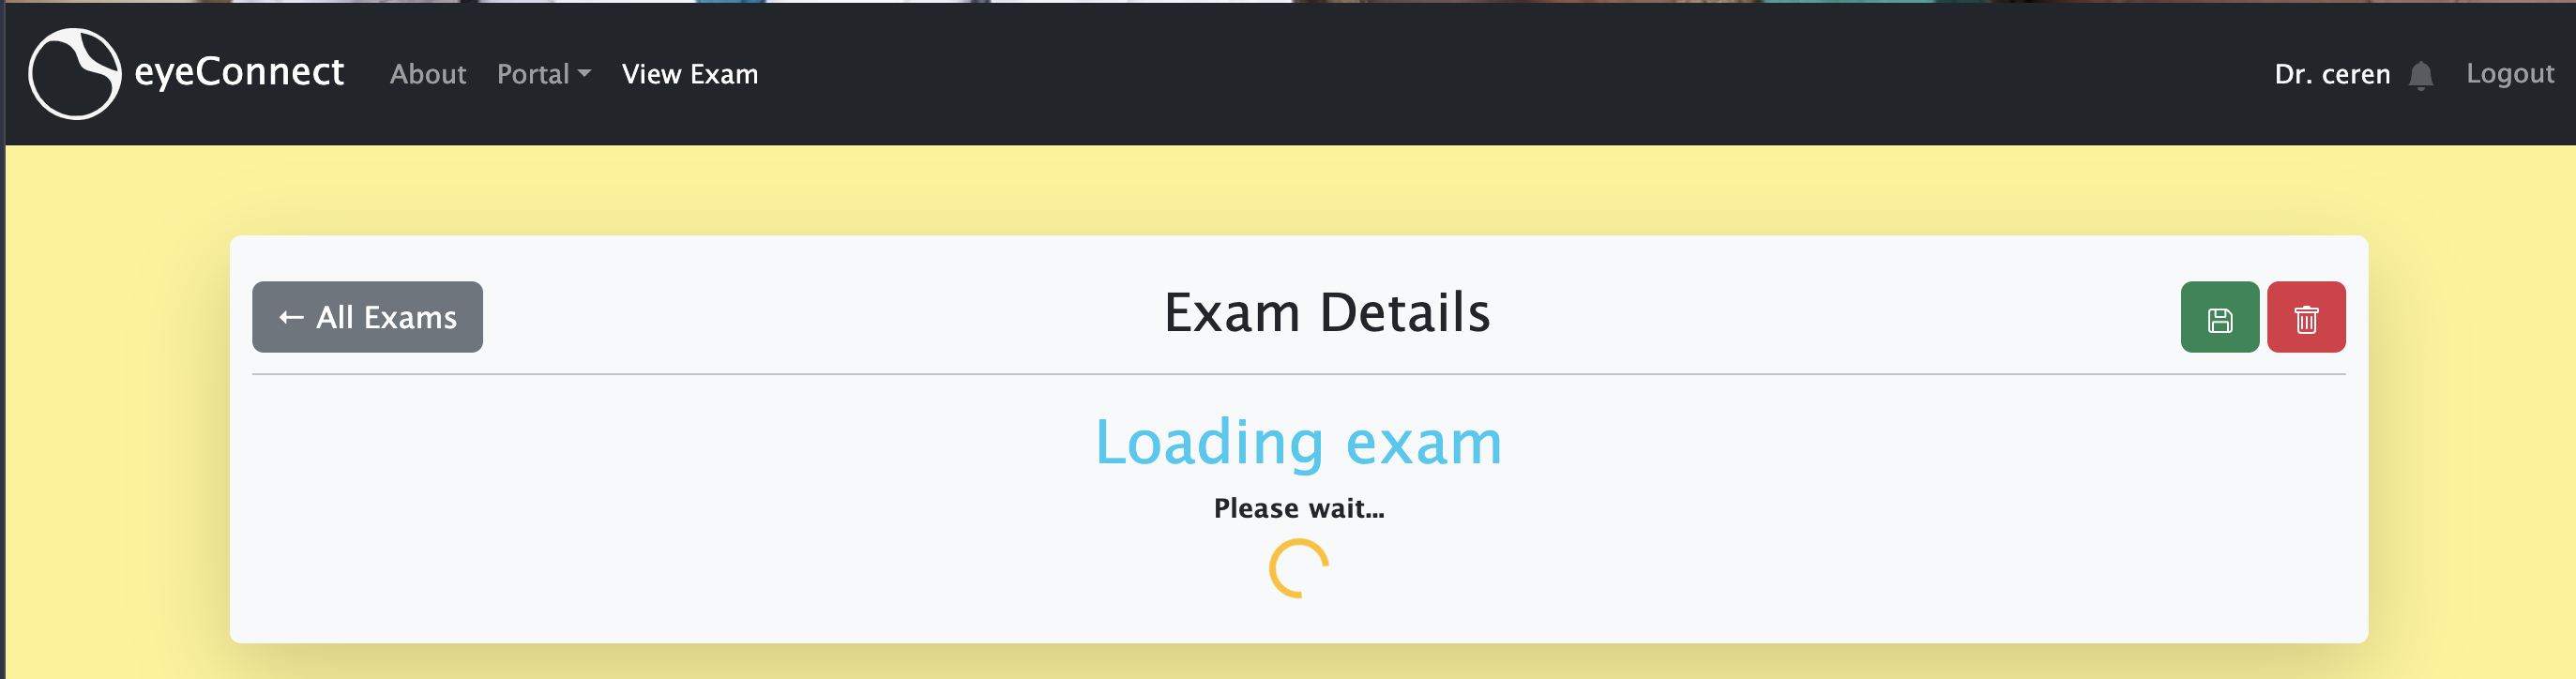 eyeConnect About Portal View Exam Dr. ceren Logout
← All Exams Exam Details
Loading exam
Please wait...